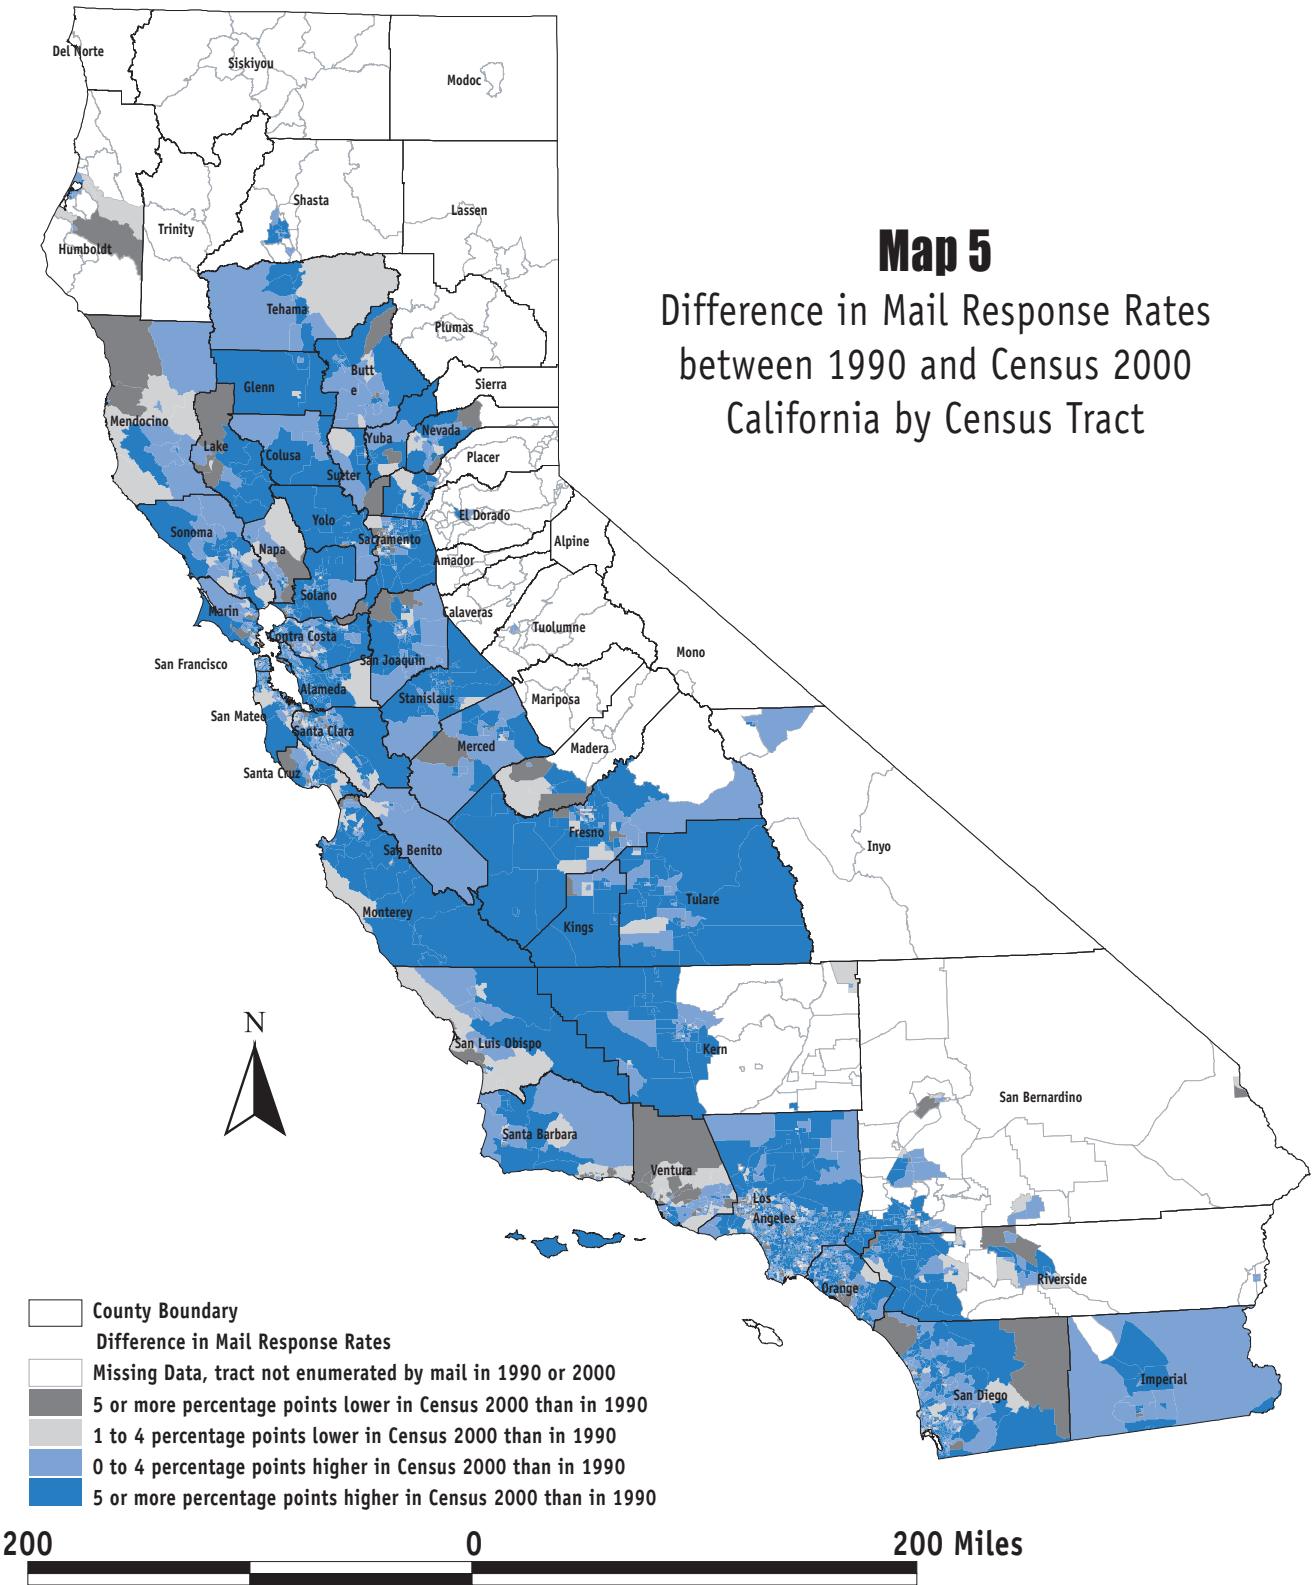 Map 5
Difference in Mail Response Rates
between 1990 and Census 2000
California by Census Tract
Del Norte
Siskiyou
Modoc
Shasta
Lassen
Trinity
Humboldt
Tehama
Plumas
Butt
e
Glenn
Sierra
Mendocino
Lake
Colusa
Yuba
Nevada
Placer
Sutter
El Dorado
Yolo
Sonoma
Napa
Sacramento
Alpine
Amador
Solano
Marin
Calaveras
Tuolumne
Contra Costa
Mono
San Francisco
San Joaquin
Alameda
Stanislaus
Mariposa
San Mateo
Santa Clara
Merced
Madera
Santa Cruz
Fresno
San Benito
Inyo
Tulare
Monterey
Kings
N
San Luis Obispo
Kern
San Bernardino
Santa Barbara
Ventura
Los
Angeles
Orange
Riverside
San Diego
Imperial
County Boundary
Difference in Mail Response Rates
Missing Data, tract not enumerated by mail in 1990 or 2000
5 or more percentage points lower in Census 2000 than in 1990
1 to 4 percentage points lower in Census 2000 than in 1990
0 to 4 percentage points higher in Census 2000 than in 1990
5 or more percentage points higher in Census 2000 than in 1990
200 0 200 Miles